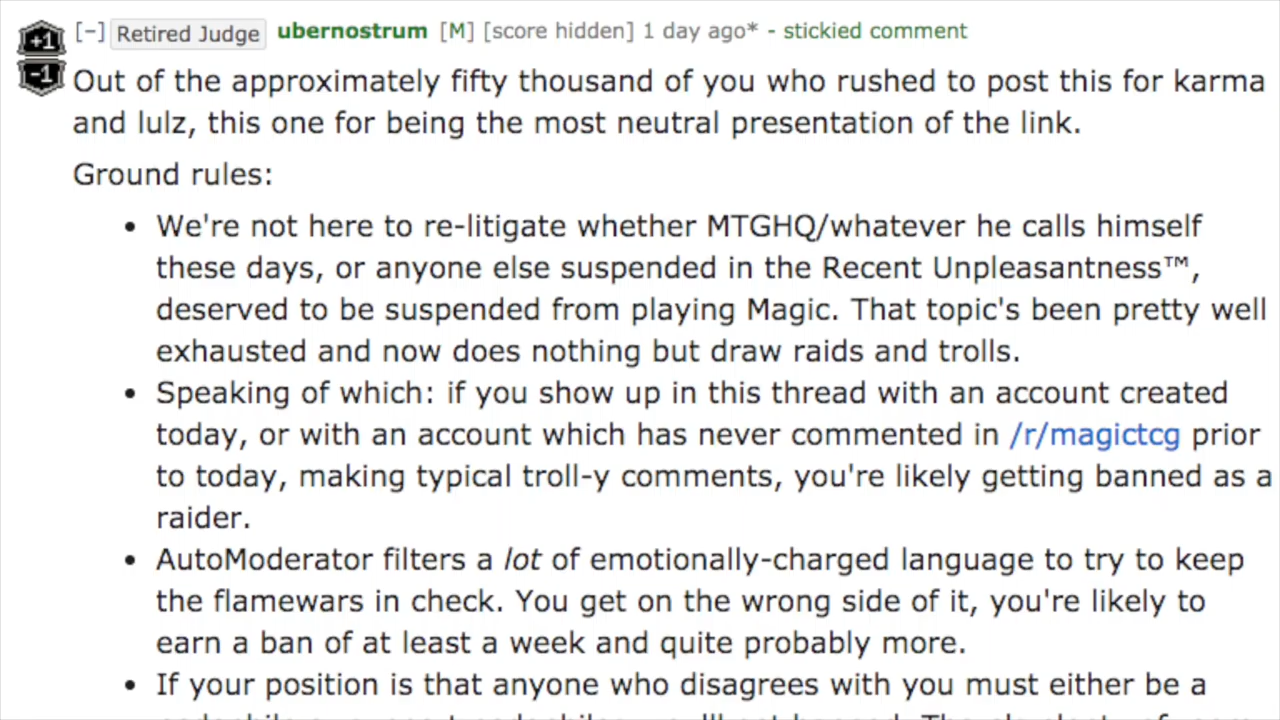 +1
[−] Retired Judge ubernostrum [M] [score hidden] 1 day ago* - stickied comment
-1
Out of the approximately fifty thousand of you who rushed to post this for karma
and lulz, this one for being the most neutral presentation of the link.
Ground rules:
• We're not here to re-litigate whether MTGHQ/whatever he calls himself
these days, or anyone else suspended in the Recent Unpleasantness™,
deserved to be suspended from playing Magic. That topic's been pretty well
exhausted and now does nothing but draw raids and trolls.
• Speaking of which: if you show up in this thread with an account created
today, or with an account which has never commented in /r/magictcg prior
to today, making typical troll-y comments, you're likely getting banned as a
raider.
• AutoModerator filters a lot of emotionally-charged language to try to keep
the flamewars in check. You get on the wrong side of it, you're likely to
earn a ban of at least a week and quite probably more.
• If your position is that anyone who disagrees with you must either be a